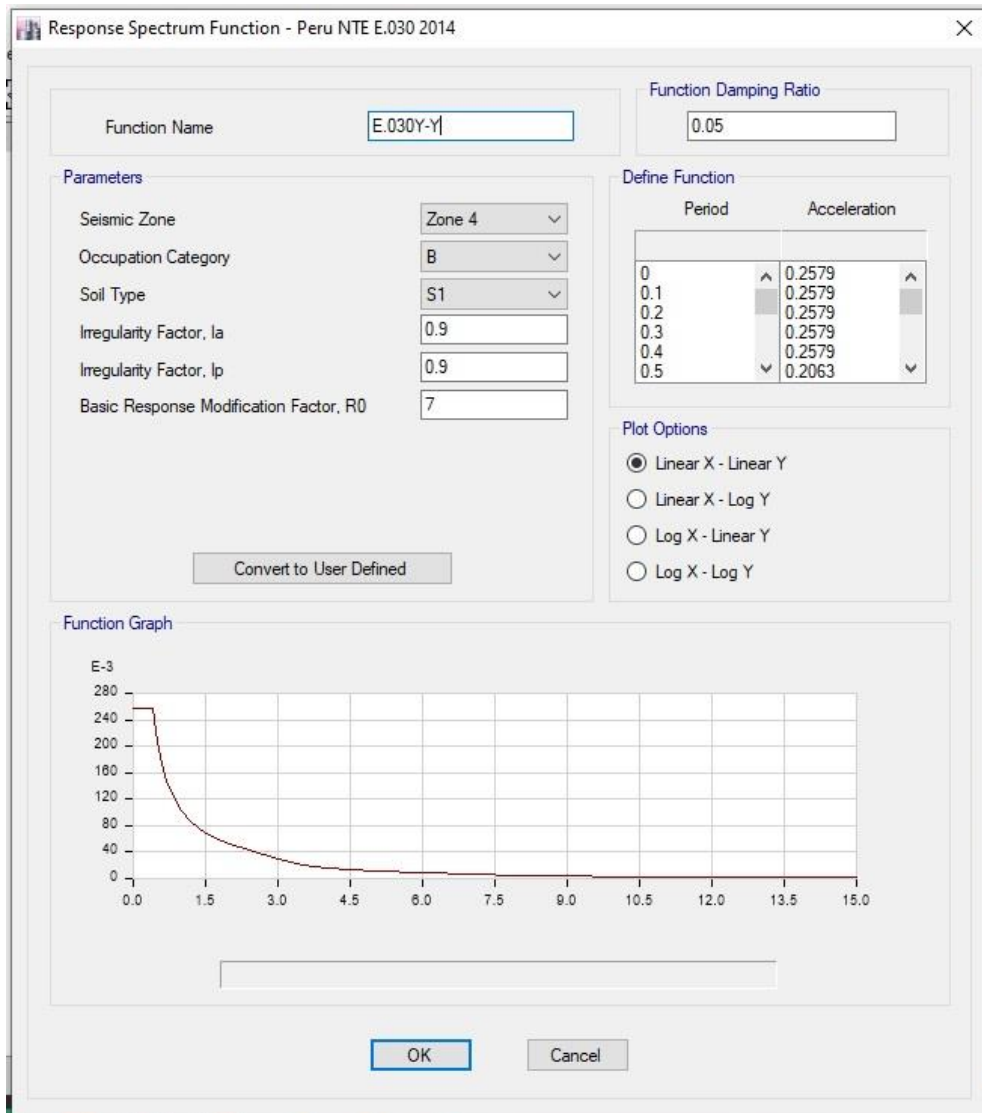 Response Spectrum Function - Peru NTE E.030 2014
Function Name
E.030Y-Y
Function Damping Ratio
0.05
Parameters
Seismic Zone
Zone 4
Occupation Category
B
Soil Type
S1
Irregularity Factor, Ia
0.9
Irregularity Factor, Ip
0.9
Basic Response Modification Factor, R0
7
Convert to User Defined
Define Function
Period Acceleration
0 0.2579
0.1 0.2579
0.2 0.2579
0.3 0.2579
0.4 0.2579
0.5 0.2063
Plot Options
Linear X - Linear Y
Linear X - Log Y
Log X - Linear Y
Log X - Log Y
Function Graph
E-3
280
240
200
160
120
80
40
0
0.0 1.5 3.0 4.5 6.0 7.5 9.0 10.5 12.0 13.5 15.0
OK
Cancel